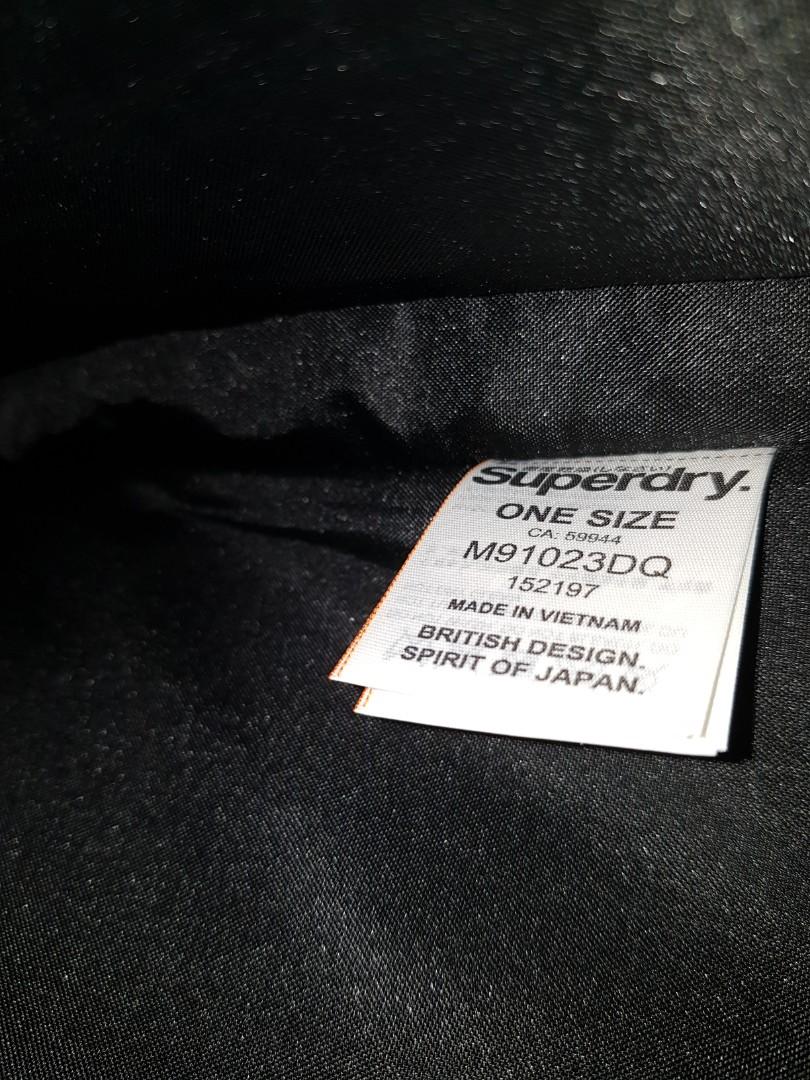 Superdry.
ONE SIZE
CA: 59944
M91023DQ
152197
MADE IN VIETNAM
BRITISH DESIGN.
SPIRIT OF JAPAN.